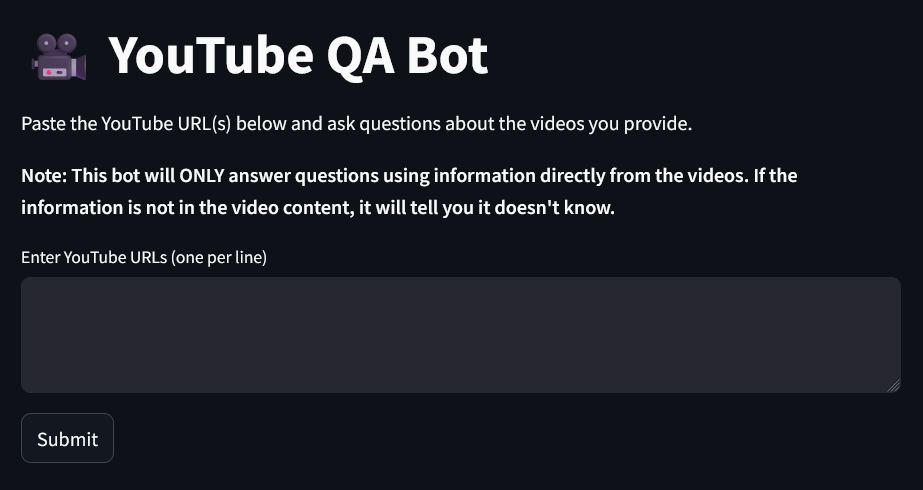 YouTube QA Bot
Paste the YouTube URL(s) below and ask questions about the videos you provide.
Note: This bot will ONLY answer questions using information directly from the videos. If the
information is not in the video content, it will tell you it doesn't know.
Enter YouTube URLs (one per line)
Submit